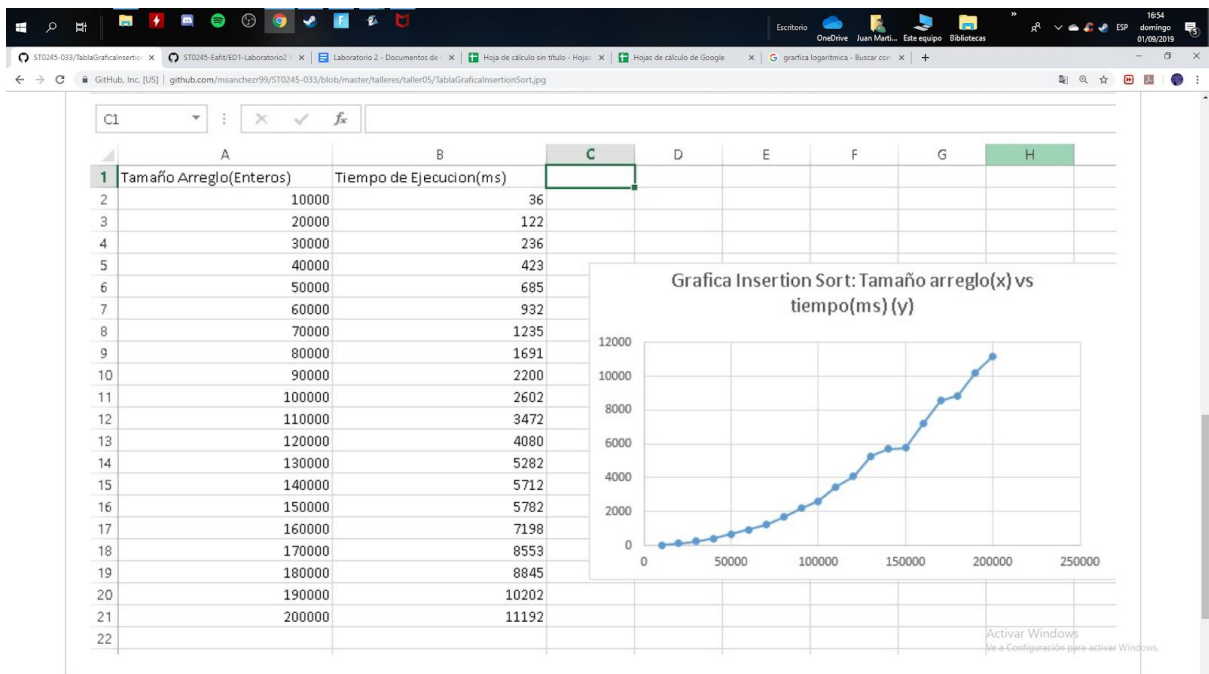 Escritorio
OneDrive
Juan Marti...
Este equipo
Bibliotecas
»
ESP
16:54
domingo
01/09/2019
ST0245-033/TablaGraficaInsertio
ST0245-Eafit/ED1-Laboratorio2
Laboratorio 2 - Documentos de
Hoja de cálculo sin título - Hojas
Hojas de cálculo de Google
grarfica logaritmica - Buscar con
GitHub, Inc. [US] | github.com/msanchezr99/ST0245-033/blob/master/talleres/taller05/TablaGraficaInsertionSort.jpg
C1 fx
A B C D E F G H
1 Tamaño Arreglo(Enteros) Tiempo de Ejecucion(ms)
2 10000 36
3 20000 122
4 30000 236
5 40000 423
6 50000 685
7 60000 932
8 70000 1235
9 80000 1691
10 90000 2200
11 100000 2602
12 110000 3472
13 120000 4080
14 130000 5282
15 140000 5712
16 150000 5782
17 160000 7198
18 170000 8553
19 180000 8845
20 190000 10202
21 200000 11192
22
Grafica Insertion Sort: Tamaño arreglo(x) vs
tiempo(ms) (y)
12000
10000
8000
6000
4000
2000
0
0 50000 100000 150000 200000 250000
Activar Windows
Ve a Configuración para activar Windows.